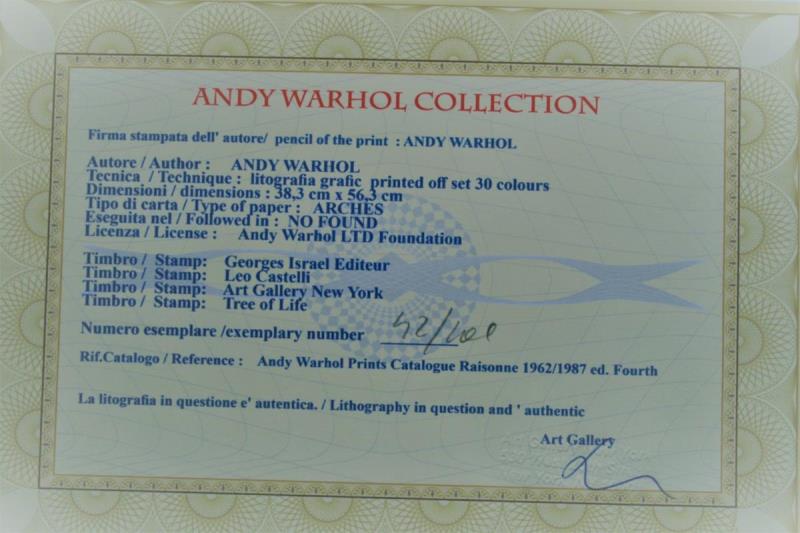 ANDY WARHOL COLLECTION
Firma stampata dell' autore/ pencil of the print : ANDY WARHOL
Autore / Author : ANDY WARHOL
Tecnica / Technique : litografia grafic printed off set 30 colours
Dimensioni / dimensions : 38,3 cm x 56,3 cm
Tipo di carta / Type of paper : ARCHES
Eseguita nel / Followed in : NO FOUND
Licenza / License : Andy Warhol LTD Foundation
Timbro / Stamp: Georges Israel Editeur
Timbro / Stamp: Leo Castelli
Timbro / Stamp: Art Gallery New York
Timbro / Stamp: Tree of Life
Numero esemplare /exemplary number 42/100
Rif.Catalogo / Reference : Andy Warhol Prints Catalogue Raisonne 1962/1987 ed. Fourth
La litografia in questione e' autentica. / Lithography in question and ' authentic
Art Gallery